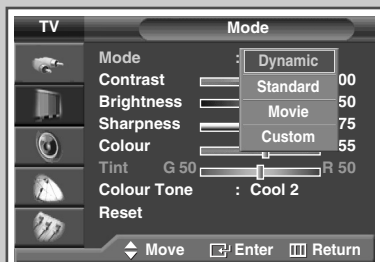 TV Mode
Mode : Dynamic
Contrast 00
Standard
Brightness 50
Movie
Sharpness 75
Custom
Colour 55
Tint G 50 R 50
Colour Tone : Cool 2
Reset
Move Enter Return